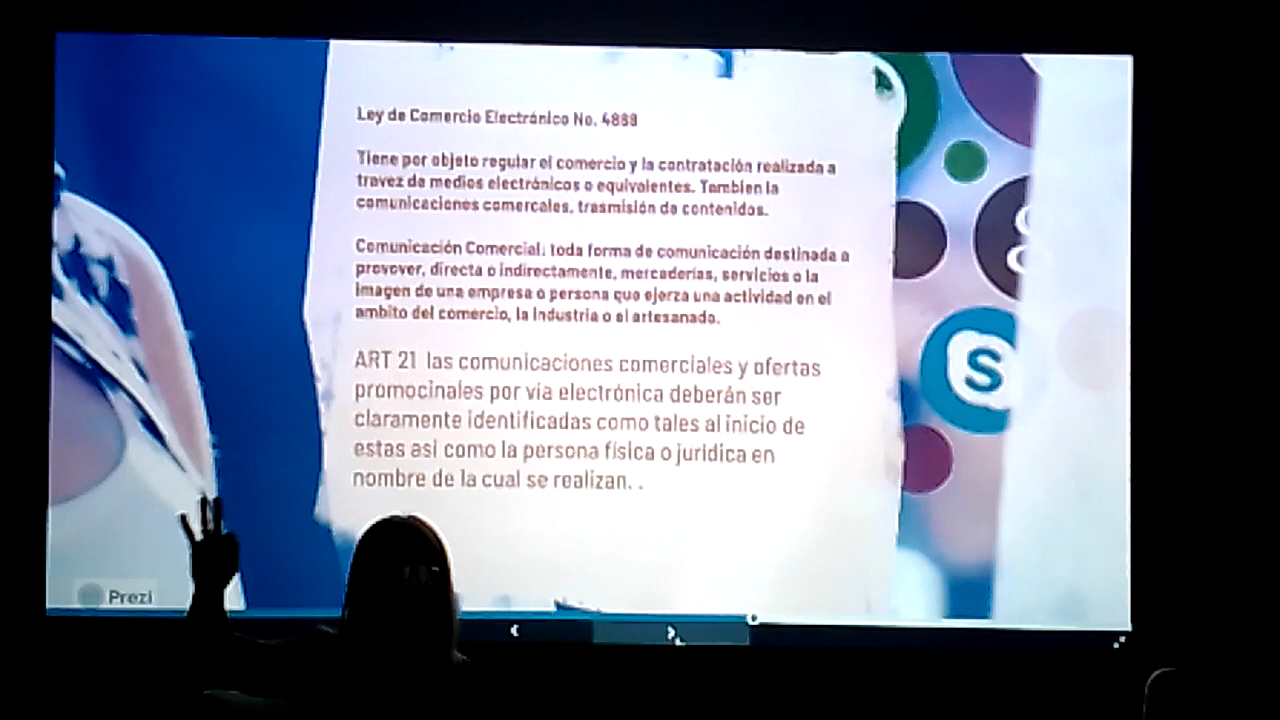 Ley de Comercio Electrónico No. 4868
Tiene por objeto regular el comercio y la contratación realizada a
travez de medios electrónicos o equivalentes. Tambien la
comunicaciones comercales, trasmisión de contenidos.
Comunicación Comercial: toda forma de comunicación destinada a
provover, directa o indirectamente, mercaderías, servicios o la
imagen de una empresa o persona que ejerza una actividad en el
ambito del comercio, la Industria o el artesanado.
ART 21 las comunicaciones comerciales y ofertas
promocinales por vía electrónica deberán ser
claramente identificadas como tales al inicio de
estas asi como la persona física o juridica en
nombre de la cual se realizan. .
S
Prezi